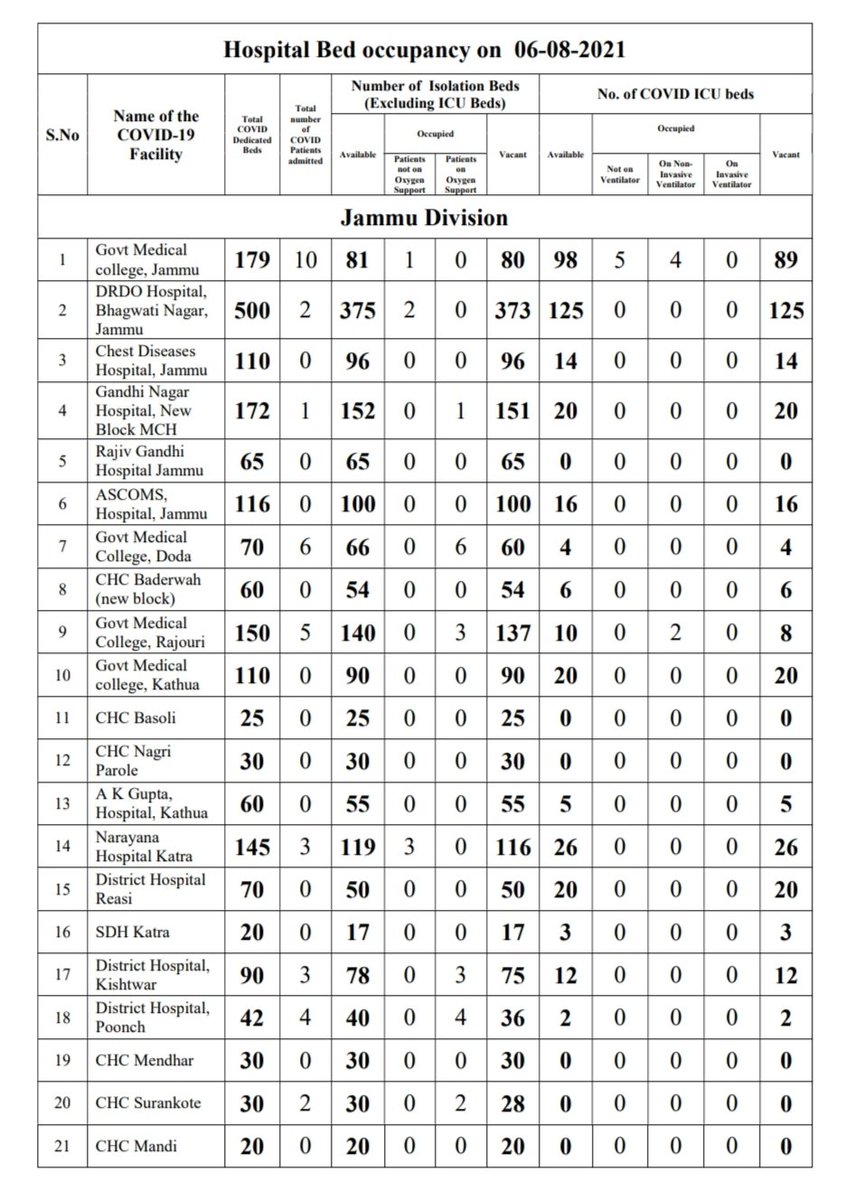 Hospital Bed occupancy on 06-08-2021
S.No
Name of the
COVID-19
Facility
Total
COVID
Dedicated
Beds
Total
number
of
COVID
Patients
admitted
Number of Isolation Beds
(Excluding ICU Beds)
Available
Occupied
Patients
not on
Oxygen
Support
Patients
on
Oxygen
Support
Vacant
No. of COVID ICU beds
Available
Occupied
Not on
Ventilator
On Non-
Invasive
Ventilator
On
Invasive
Ventilator
Vacant
Jammu Division
1 Govt Medical
college, Jammu 179 10 81 1 0 80 98 5 4 0 89
2 DRDO Hospital,
Bhagwati Nagar,
Jammu 500 2 375 2 0 373 125 0 0 0 125
3 Chest Diseases
Hospital, Jammu 110 0 96 0 0 96 14 0 0 0 14
4 Gandhi Nagar
Hospital, New
Block MCH 172 1 152 0 1 151 20 0 0 0 20
5 Rajiv Gandhi
Hospital Jammu 65 0 65 0 0 65 0 0 0 0 0
6 ASCOMS,
Hospital, Jammu 116 0 100 0 0 100 16 0 0 0 16
7 Govt Medical
College, Doda 70 6 66 0 6 60 4 0 0 0 4
8 CHC Baderwah
(new block) 60 0 54 0 0 54 6 0 0 0 6
9 Govt Medical
College, Rajouri 150 5 140 0 3 137 10 0 2 0 8
10 Govt Medical
college, Kathua 110 0 90 0 0 90 20 0 0 0 20
11 CHC Basoli 25 0 25 0 0 25 0 0 0 0 0
12 CHC Nagri
Parole 30 0 30 0 0 30 0 0 0 0 0
13 A K Gupta,
Hospital, Kathua 60 0 55 0 0 55 5 0 0 0 5
14 Narayana
Hospital Katra 145 3 119 3 0 116 26 0 0 0 26
15 District Hospital
Reasi 70 0 50 0 0 50 20 0 0 0 20
16 SDH Katra 20 0 17 0 0 17 3 0 0 0 3
17 District Hospital,
Kishtwar 90 3 78 0 3 75 12 0 0 0 12
18 District Hospital,
Poonch 42 4 40 0 4 36 2 0 0 0 2
19 CHC Mendhar 30 0 30 0 0 30 0 0 0 0 0
20 CHC Surankote 30 2 30 0 2 28 0 0 0 0 0
21 CHC Mandi 20 0 20 0 0 20 0 0 0 0 0